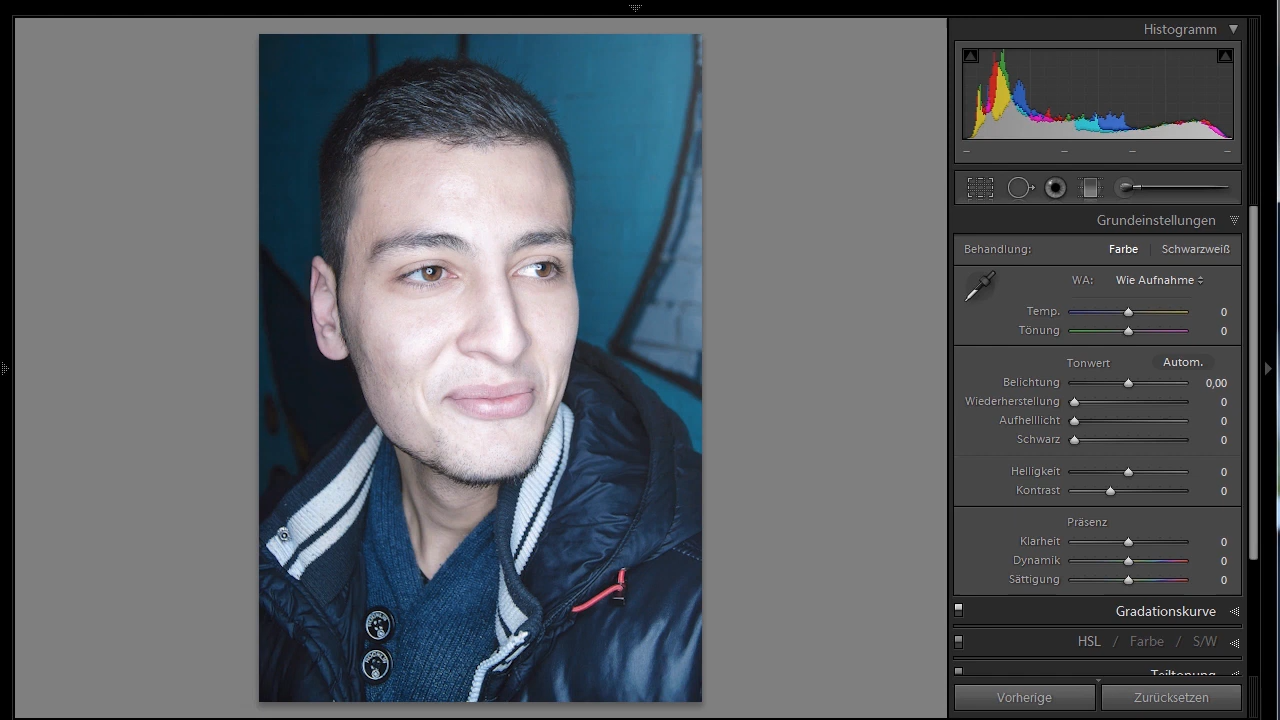 Histogramm
Grundeinstellungen
Behandlung: Farbe Schwarzweiß
WA: Wie Aufnahme
Temp. 0
Tönung 0
Tonwert Autom.
Belichtung 0,00
Wiederherstellung 0
Aufhelllicht 0
Schwarz 0
Helligkeit 0
Kontrast 0
Präsenz
Klarheit 0
Dynamik 0
Sättigung 0
Gradationskurve
HSL / Farbe / S/W
Teiltonung
Vorherige Zurücksetzen